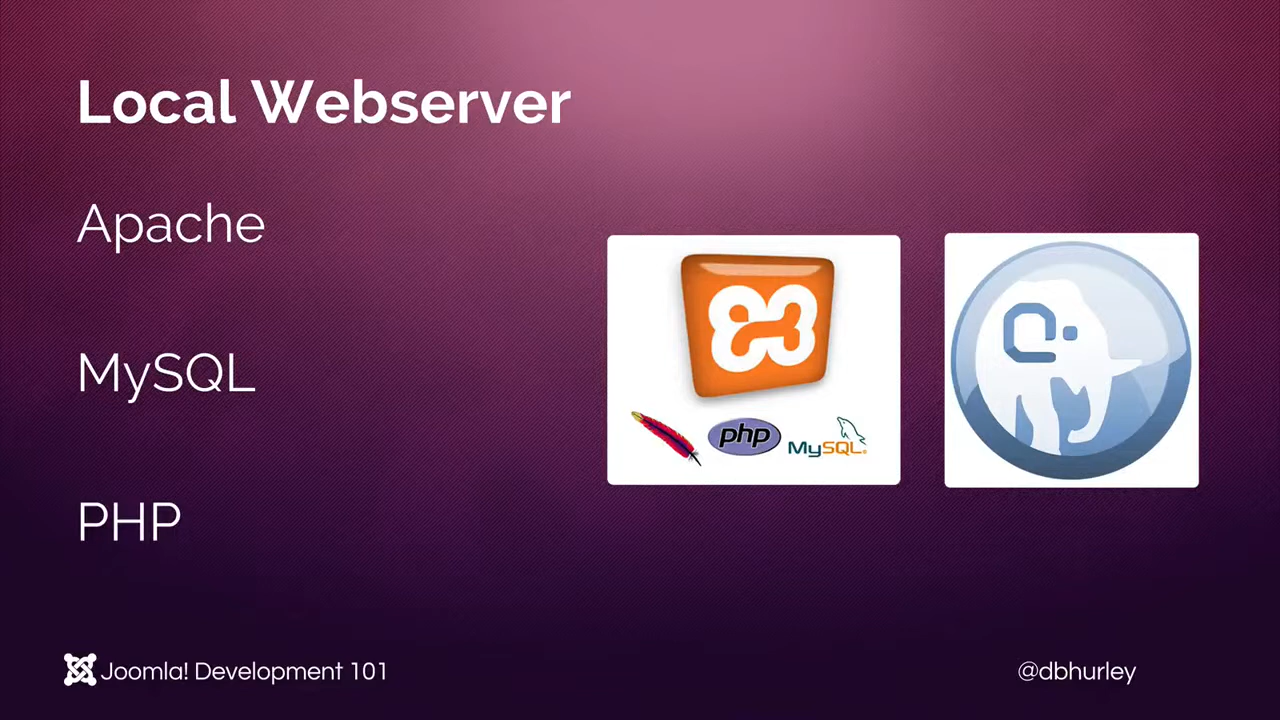 Local Webserver
Apache
MySQL
PHP
php
MySQL
Joomla! Development 101
@dbhurley